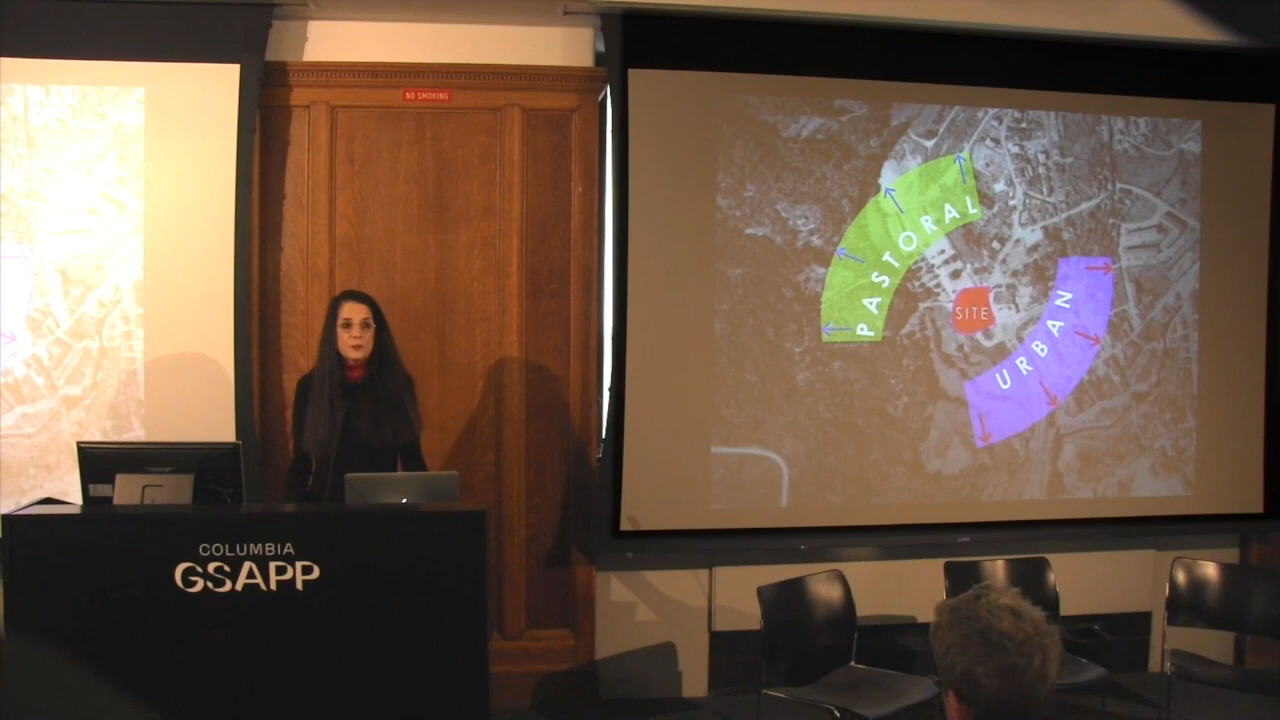 NO SMOKING
PASTORAL
SITE
URBAN
COLUMBIA
GSAPP